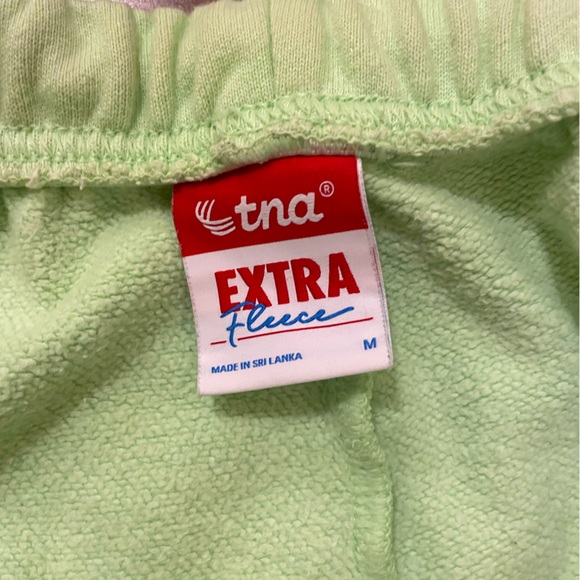 tna®
EXTRA
Fleece
MADE IN SRI LANKA M